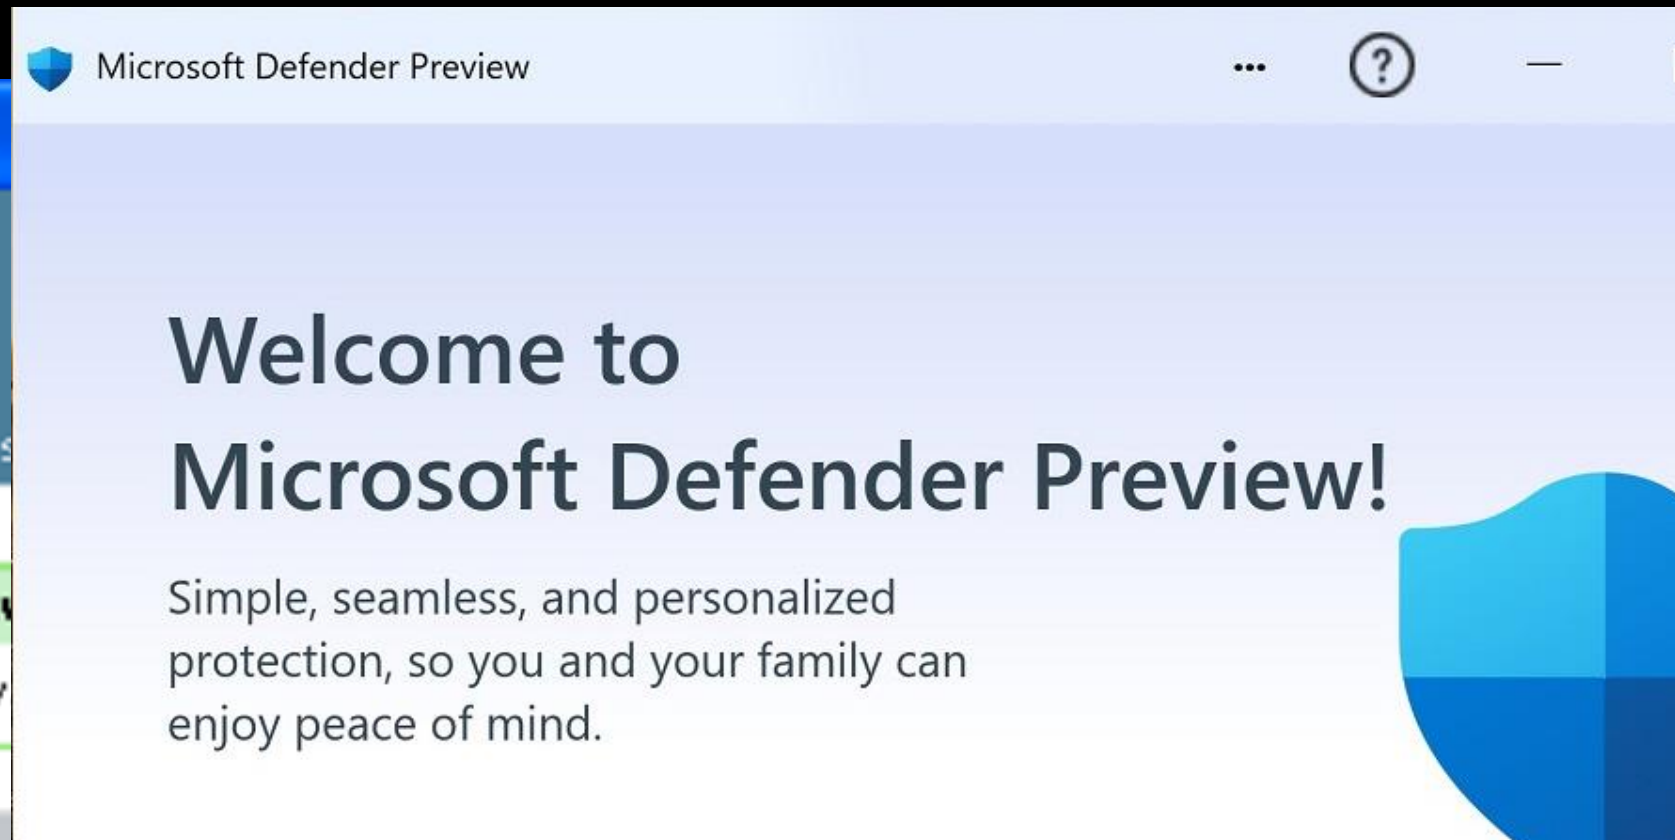 Microsoft Defender Preview
Welcome to
Microsoft Defender Preview!
Simple, seamless, and personalized
protection, so you and your family can
enjoy peace of mind.